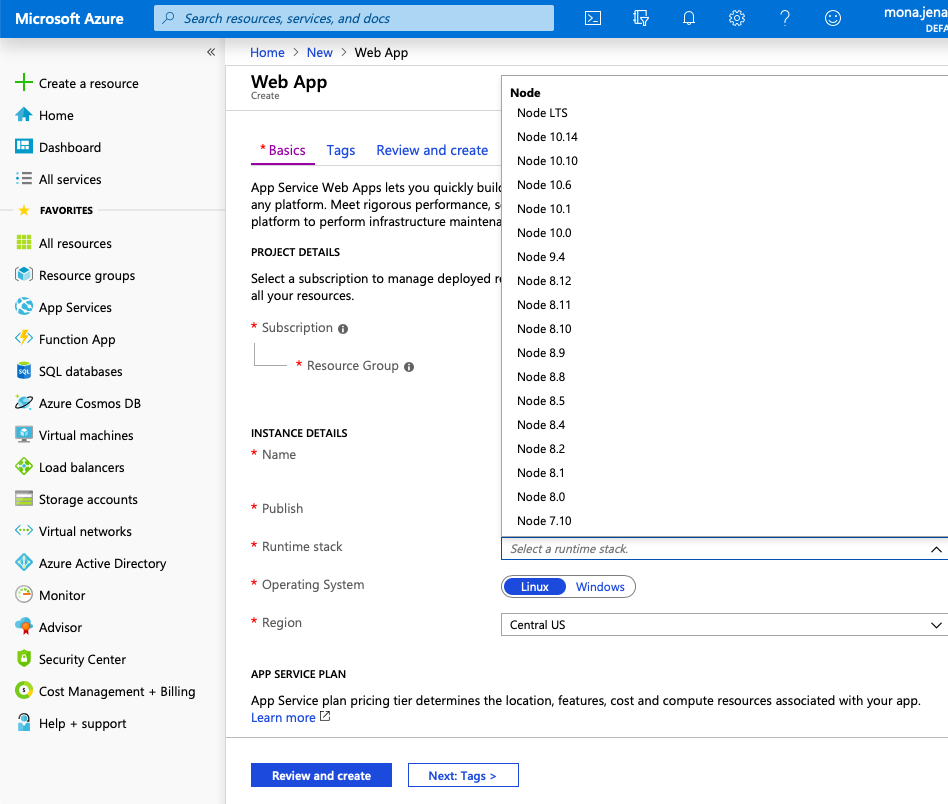 Microsoft Azure
Search resources, services, and docs
mona.jena
DEFA
Create a resource
Home
Dashboard
All services
FAVORITES
All resources
Resource groups
App Services
Function App
SQL databases
Azure Cosmos DB
Virtual machines
Load balancers
Storage accounts
Virtual networks
Azure Active Directory
Monitor
Advisor
Security Center
Cost Management + Billing
Help + support
Home > New > Web App
Web App
Create
* Basics Tags Review and create
App Service Web Apps lets you quickly build
any platform. Meet rigorous performance, s
platform to perform infrastructure maintena
PROJECT DETAILS
Select a subscription to manage deployed re
all your resources.
* Subscription
* Resource Group
INSTANCE DETAILS
* Name
* Publish
Node
Node LTS
Node 10.14
Node 10.10
Node 10.6
Node 10.1
Node 10.0
Node 9.4
Node 8.12
Node 8.11
Node 8.10
Node 8.9
Node 8.8
Node 8.5
Node 8.4
Node 8.2
Node 8.1
Node 8.0
Node 7.10
* Runtime stack
Select a runtime stack.
* Operating System
Linux Windows
* Region
Central US
APP SERVICE PLAN
App Service plan pricing tier determines the location, features, cost and compute resources associated with your app.
Learn more
Review and create
Next: Tags >